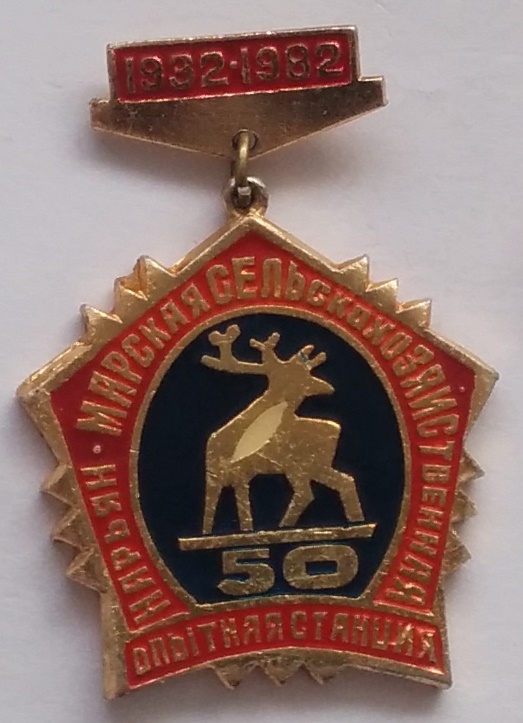 1932·1982
НАРЬЯН·МАРСКАЯ СЕЛЬСКОХОЗЯЙСТВЕННАЯ
ОПЫТНАЯ СТАНЦИЯ
50